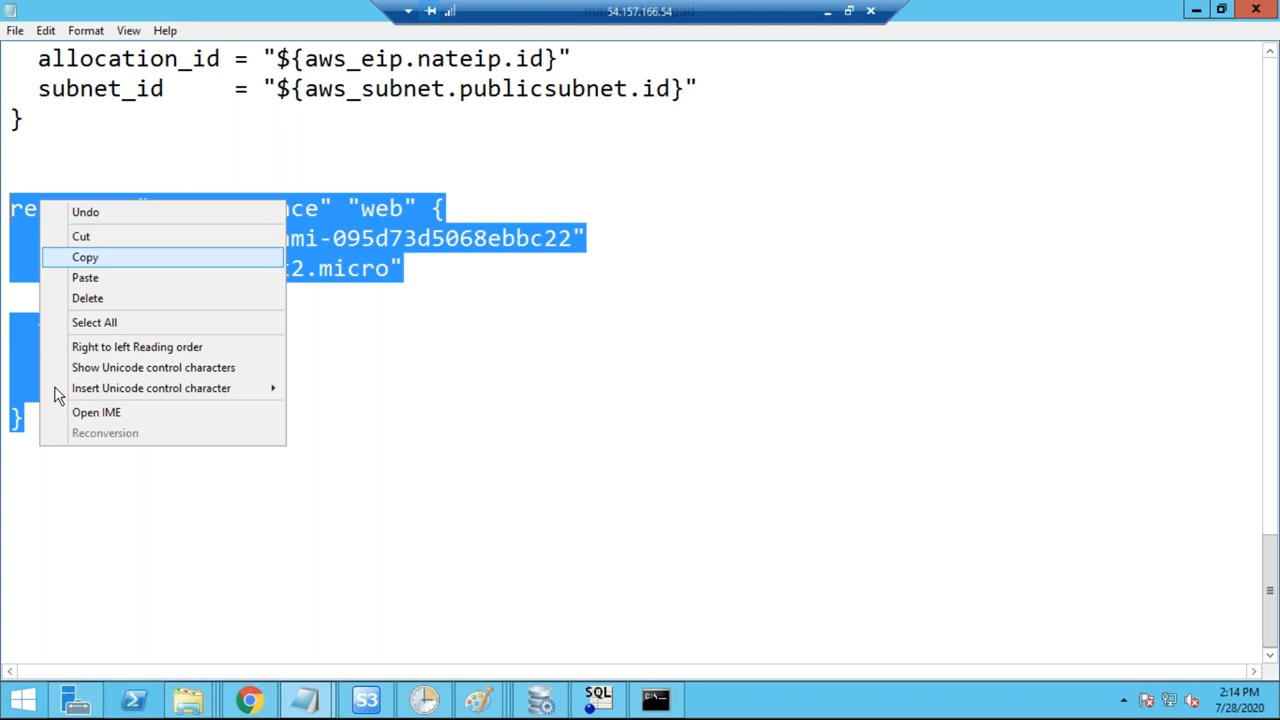 54.157.166.54
File Edit Format View Help
allocation_id = "${aws_eip.nateip.id}"
subnet_id = "${aws_subnet.publicsubnet.id}"
}
re nce" "web" {
mi-095d73d5068ebbc22"
2.micro"
}
Undo
Cut
Copy
Paste
Delete
Select All
Right to left Reading order
Show Unicode control characters
Insert Unicode control character
Open IME
Reconversion
S3
SQL
2:14 PM
7/28/2020